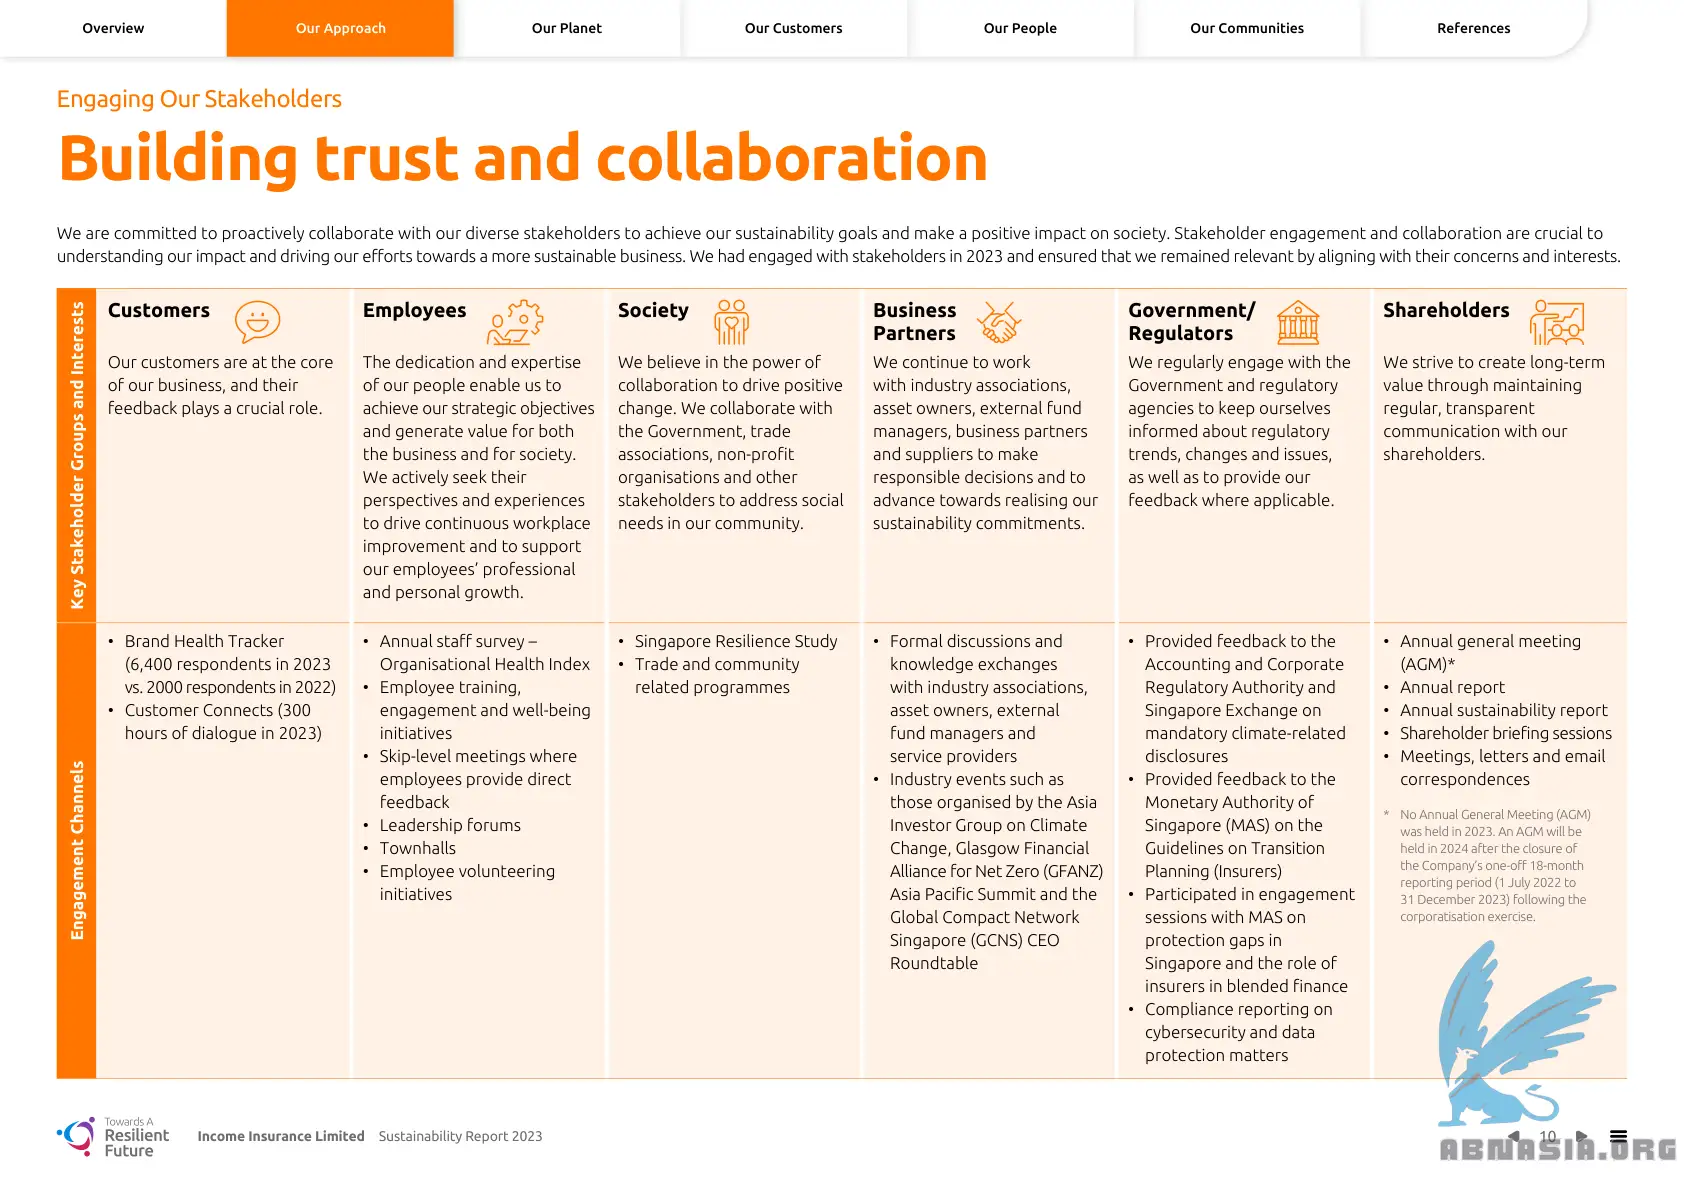 Overview
Our Approach
Our Planet
Our Customers
Our People
Our Communities
References
Engaging Our Stakeholders
Building trust and collaboration
We are committed to proactively collaborate with our diverse stakeholders to achieve our sustainability goals and make a positive impact on society. Stakeholder engagement and collaboration are crucial to
understanding our impact and driving our efforts towards a more sustainable business. We had engaged with stakeholders in 2023 and ensured that we remained relevant by aligning with their concerns and interests.
Key Stakeholder Groups and Interests
Customers
Our customers are at the core
of our business, and their
feedback plays a crucial role.
Employees
The dedication and expertise
of our people enable us to
achieve our strategic objectives
and generate value for both
the business and for society.
We actively seek their
perspectives and experiences
to drive continuous workplace
improvement and to support
our employees’ professional
and personal growth.
Society
We believe in the power of
collaboration to drive positive
change. We collaborate with
the Government, trade
associations, non-profit
organisations and other
stakeholders to address social
needs in our community.
Business
Partners
We continue to work
with industry associations,
asset owners, external fund
managers, business partners
and suppliers to make
responsible decisions and to
advance towards realising our
sustainability commitments.
Government/
Regulators
We regularly engage with the
Government and regulatory
agencies to keep ourselves
informed about regulatory
trends, changes and issues,
as well as to provide our
feedback where applicable.
Shareholders
We strive to create long-term
value through maintaining
regular, transparent
communication with our
shareholders.
Engagement Channels
• Brand Health Tracker
(6,400 respondents in 2023
vs. 2000 respondents in 2022)
• Customer Connects (300
hours of dialogue in 2023)
• Annual staff survey –
Organisational Health Index
• Employee training,
engagement and well-being
initiatives
• Skip-level meetings where
employees provide direct
feedback
• Leadership forums
• Townhalls
• Employee volunteering
initiatives
• Singapore Resilience Study
• Trade and community
related programmes
• Formal discussions and
knowledge exchanges
with industry associations,
asset owners, external
fund managers and
service providers
• Industry events such as
those organised by the Asia
Investor Group on Climate
Change, Glasgow Financial
Alliance for Net Zero (GFANZ)
Asia Pacific Summit and the
Global Compact Network
Singapore (GCNS) CEO
Roundtable
• Provided feedback to the
Accounting and Corporate
Regulatory Authority and
Singapore Exchange on
mandatory climate-related
disclosures
• Provided feedback to the
Monetary Authority of
Singapore (MAS) on the
Guidelines on Transition
Planning (Insurers)
• Participated in engagement
sessions with MAS on
protection gaps in
Singapore and the role of
insurers in blended finance
• Compliance reporting on
cybersecurity and data
protection matters
• Annual general meeting
(AGM)*
• Annual report
• Annual sustainability report
• Shareholder briefing sessions
• Meetings, letters and email
correspondences
* No Annual General Meeting (AGM)
was held in 2023. An AGM will be
held in 2024 after the closure of
the Company’s one-off 18-month
reporting period (1 July 2022 to
31 December 2023) following the
corporatisation exercise.
Towards A
Resilient
Future
Income Insurance Limited Sustainability Report 2023
10
ABNASIA.ORG